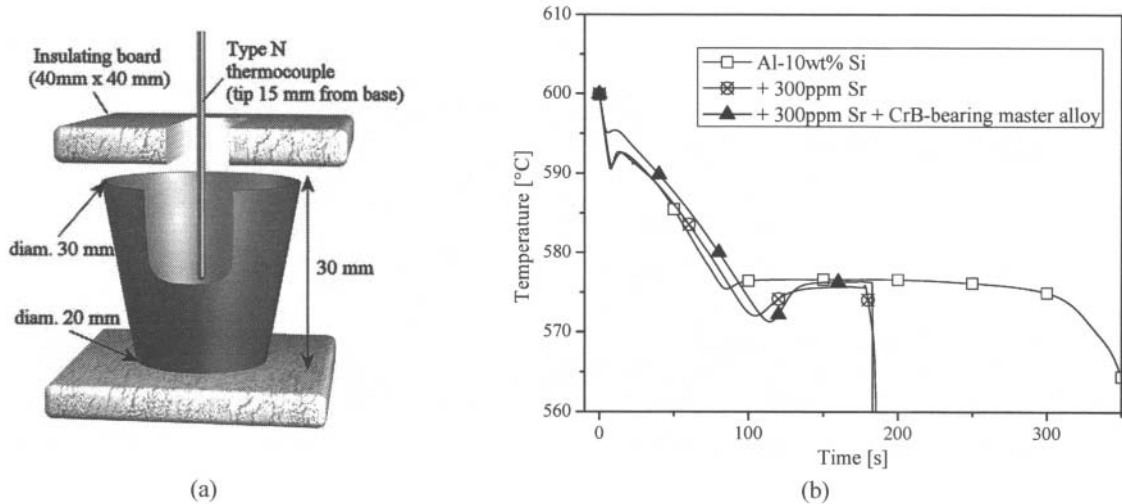 Insulating board
(40mm x 40 mm)
Type N
thermocouple
(tip 15 mm from base)
diam. 30 mm
30 mm
diam. 20 mm
(a)
610
600
590
580
570
560
Temperature [°C]
Al-10wt% Si
+ 300ppm Sr
+ 300ppm Sr + CrB-bearing master alloy
0
100
200
300
Time [s]
(b)